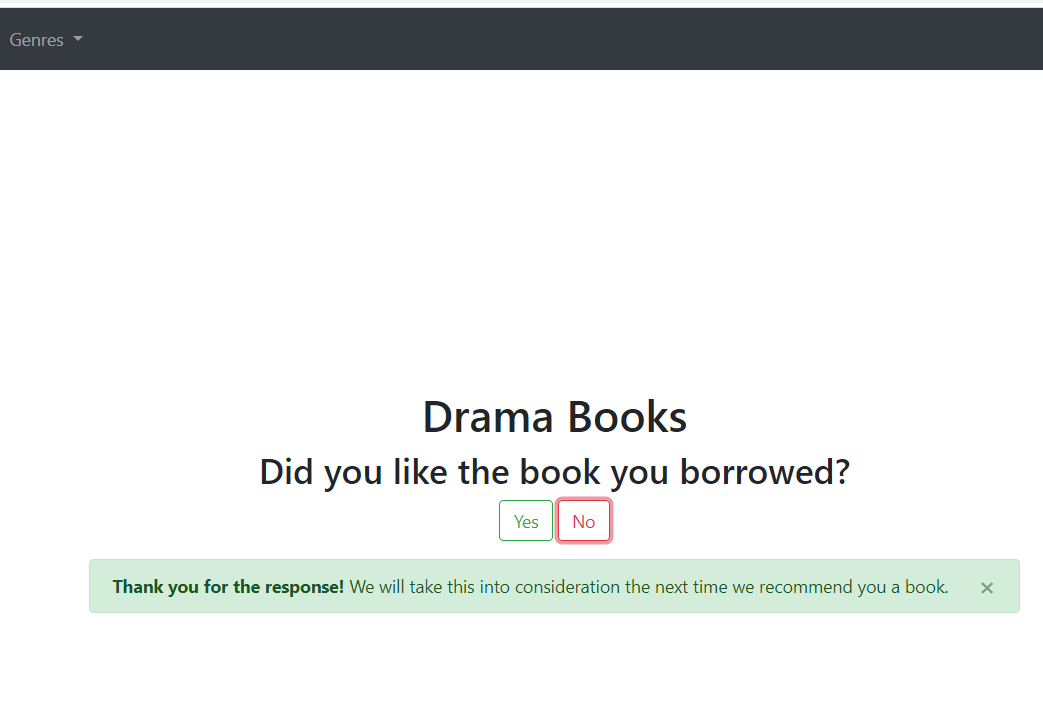 Genres
Drama Books
Did you like the book you borrowed?
Yes No
Thank you for the response! We will take this into consideration the next time we recommend you a book. ×